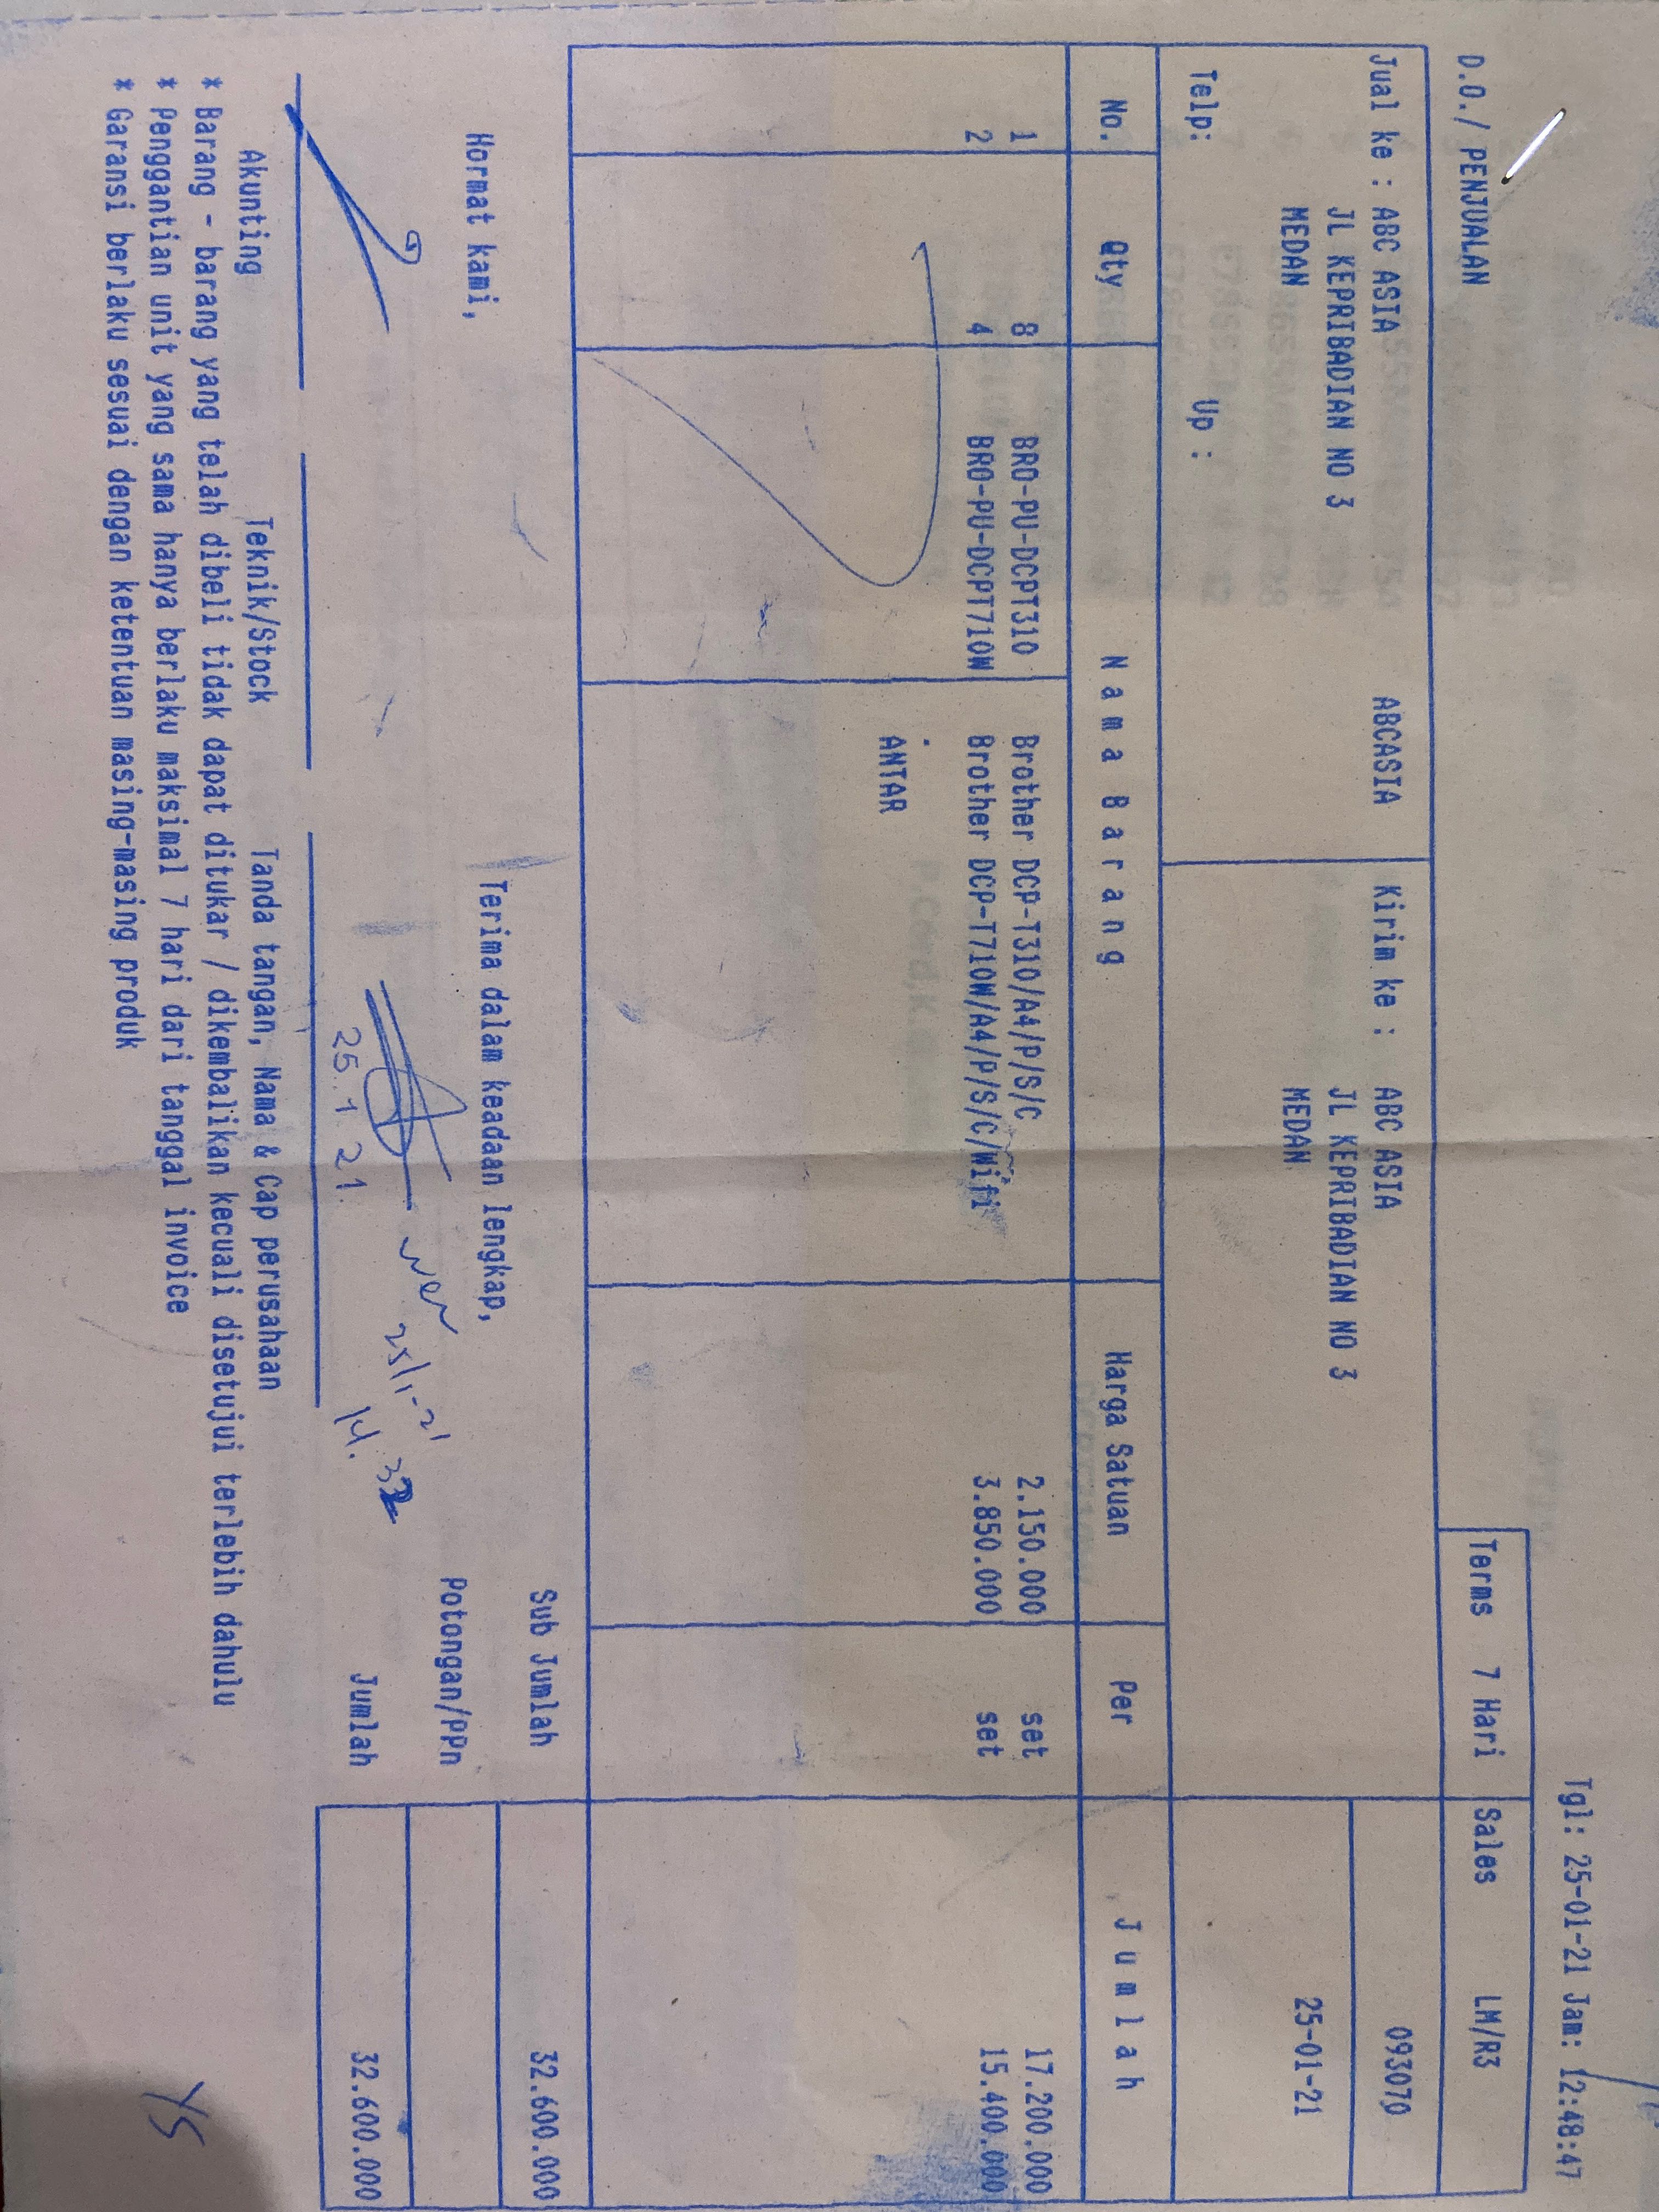 Tgl: 25-01-21 Jam: 12:48:47
D.O./ PENJUALAN
Terms 7 Hari Sales LM/R3
Jual ke : ABC ASIA ABCASIA Kirim ke : ABC ASIA 093070
JL KEPRIBADIAN NO 3 JL KEPRIBADIAN NO 3
MEDAN MEDAN 25-01-21
Telp: Up :
No. Qty Nama Barang Harga Satuan Per Jumlah
1 8 BRO-PU-DCPT310 Brother DCP-T310/A4/P/S/C 2.150.000 set 17.200.000
2 4 BRO-PU-DCPT710W Brother DCP-T710W/A4/P/S/C/Wifi 3.850.000 set 15.400.000
.
ANTAR
Sub Jumlah 32.600.000
Hormat kami, Terima dalam keadaan lengkap,
Potongan/PPn
25/1-21
14.32
25.1.21.
Jumlah 32.600.000
Akunting Teknik/Stock Tanda tangan, Nama & Cap perusahaan
* Barang - barang yang telah dibeli tidak dapat ditukar / dikembalikan kecuali disetujui terlebih dahulu
* Penggantian unit yang sama hanya berlaku maksimal 7 hari dari tanggal invoice
* Garansi berlaku sesuai dengan ketentuan masing-masing produk